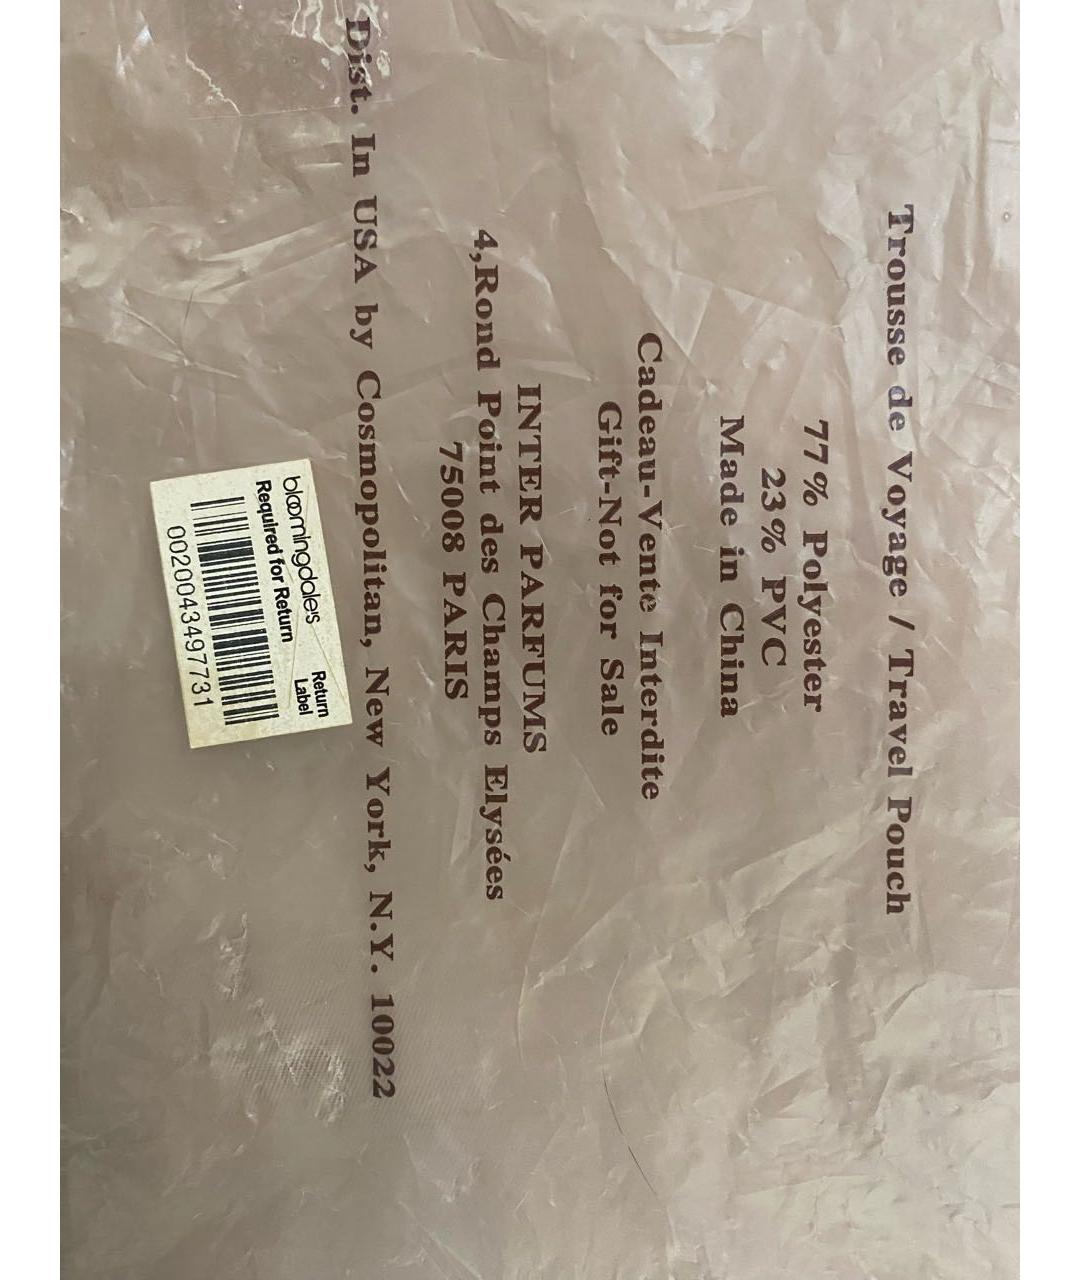 Trousse de Voyage / Travel Pouch
77% Polyester
23% PVC
Made in China
Cadeau-Vente Interdite
Gift-Not for Sale
INTER PARFUMS
4,Rond Point des Champs Elysées
75008 PARIS
Dist. In USA by Cosmopolitan, New York, N.Y. 10022
bloomingdale's Return
Required for Return Label
0020043497731